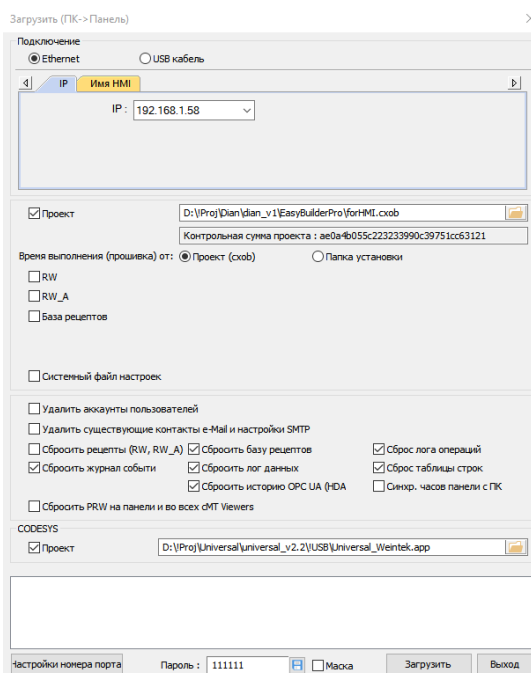 Загрузить (ПК->Панель)
Подключение
Ethernet USB кабель
IP Имя HMI
IP : 192.168.1.58
Проект D:\!Proj\Dian\dian_v1\EasyBuilderPro\forHMI.cxob
Контрольная сумма проекта : ae0a4b055c223233990c39751cc63121
Время выполнения (прошивка) от: Проект (cxob) Папка установки
RW
RW_A
База рецептов
Системный файл настроек
Удалить аккаунты пользователей
Удалить существующие контакты e-Mail и настройки SMTP
Сбросить рецепты (RW, RW_A) Сбросить базу рецептов Сброс лога операций
Сбросить журнал событи Сбросить лог данных Сброс таблицы строк
Сбросить историю OPC UA (HDA Синхр. часов панели с ПК
Сбросить PRW на панели и во всех cMT Viewers
CODESYS
Проект D:\!Proj\Universal\universal_v2.2\!USB\Universal_Weintek.app
Настройки номера порта Пароль : 111111 Маска Загрузить Выход